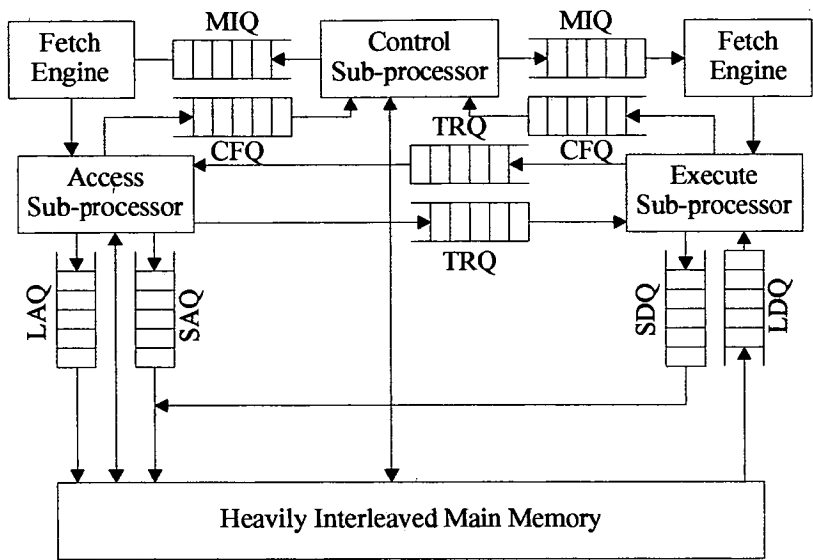 MIQ
MIQ
Fetch
Engine
Control
Sub-processor
Fetch
Engine
TRQ
CFQ
CFQ
Access
Sub-processor
Execute
Sub-processor
TRQ
LAQ
SAQ
SDQ
LDQ
Heavily Interleaved Main Memory